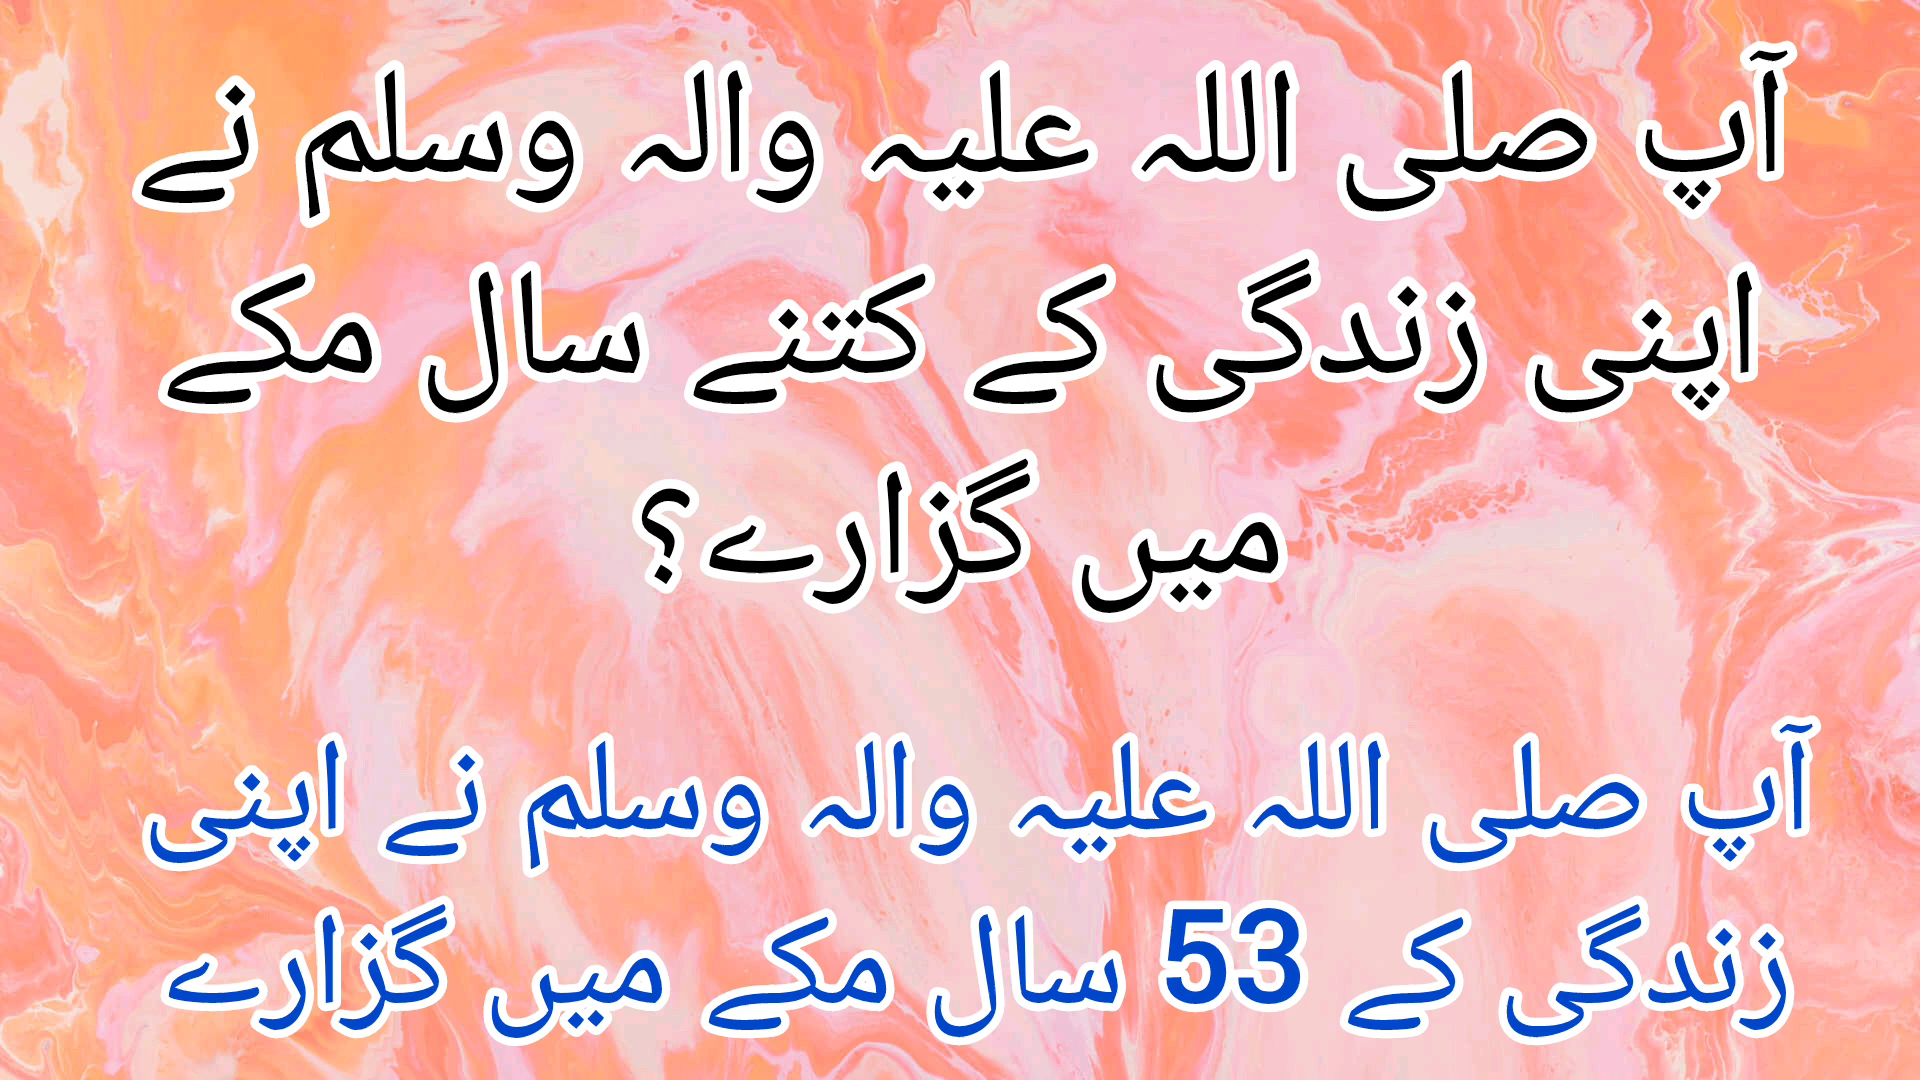 آپ صلی اللہ علیہ والہ وسلم نے
اپنی زندگی کے کتنے سال مکے
میں گزارے؟
آپ صلی اللہ علیہ والہ وسلم نے اپنی
زندگی کے 53 سال مکے میں گزارے